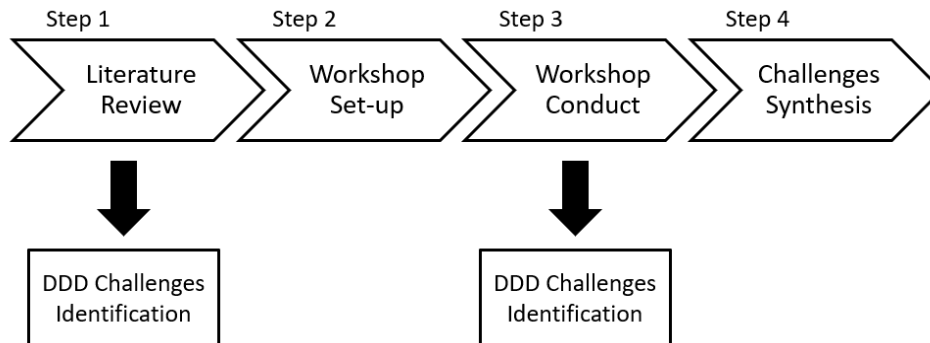 Step 1
Step 2
Step 3
Step 4
Literature
Review
Workshop
Set-up
Workshop
Conduct
Challenges
Synthesis
DDD Challenges
Identification
DDD Challenges
Identification